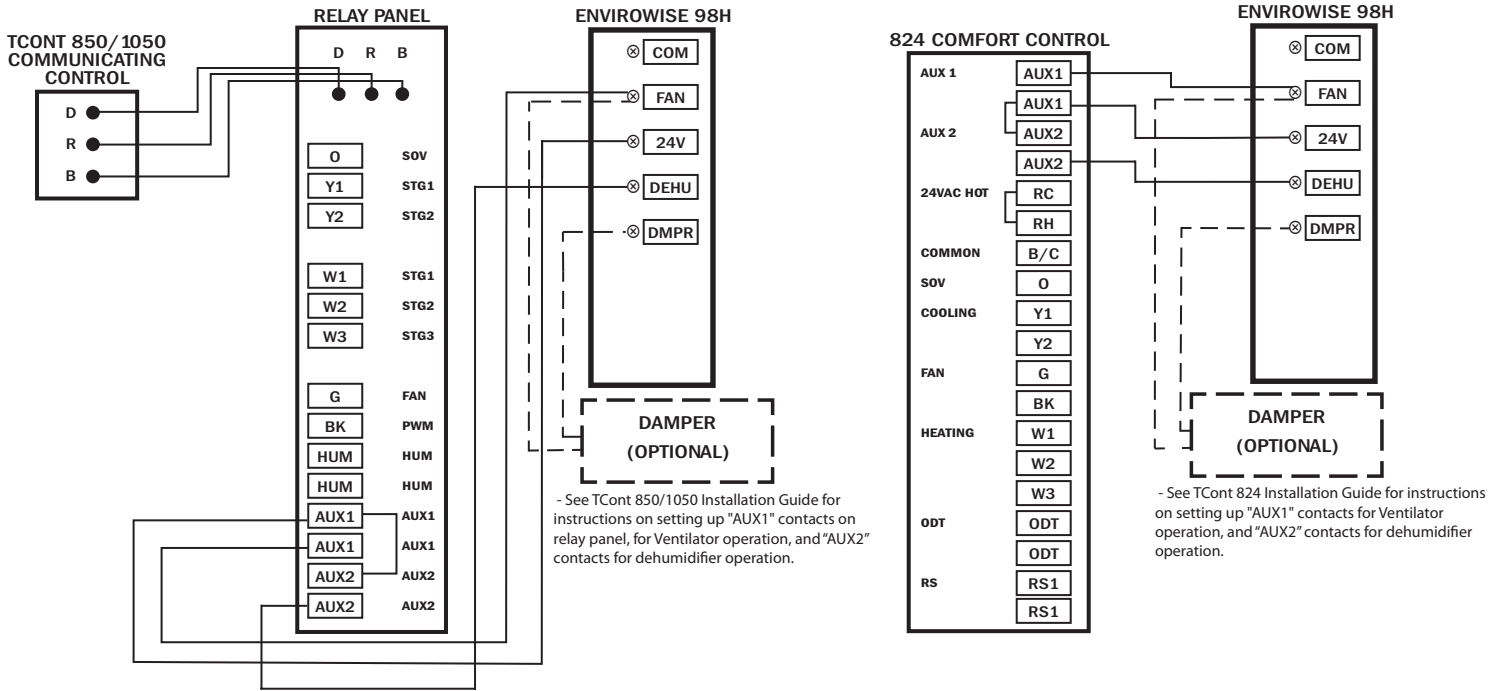 RELAY PANEL
TCONT 850/1050
COMMUNICATING
CONTROL
D
R
B
D R B
O SOV
Y1 STG1
Y2 STG2
W1 STG1
W2 STG2
W3 STG3
G FAN
BK PWM
HUM HUM
HUM HUM
AUX1 AUX1
AUX1 AUX1
AUX2 AUX2
AUX2 AUX2
ENVIROWISE 98H
COM
FAN
24V
DEHU
DMPR
DAMPER
(OPTIONAL)
- See TCont 850/1050 Installation Guide for
instructions on setting up "AUX1" contacts on
relay panel, for Ventilator operation, and “AUX2”
contacts for dehumidifier operation.
824 COMFORT CONTROL
AUX 1 AUX1
AUX1
AUX 2 AUX2
AUX2
24VAC HOT RC
RH
COMMON B/C
SOV O
COOLING Y1
Y2
FAN G
BK
HEATING W1
W2
W3
ODT ODT
ODT
RS RS1
RS1
ENVIROWISE 98H
COM
FAN
24V
DEHU
DMPR
DAMPER
(OPTIONAL)
- See TCont 824 Installation Guide for instructions
on setting up "AUX1" contacts for Ventilator
operation, and “AUX2” contacts for dehumidifier
operation.